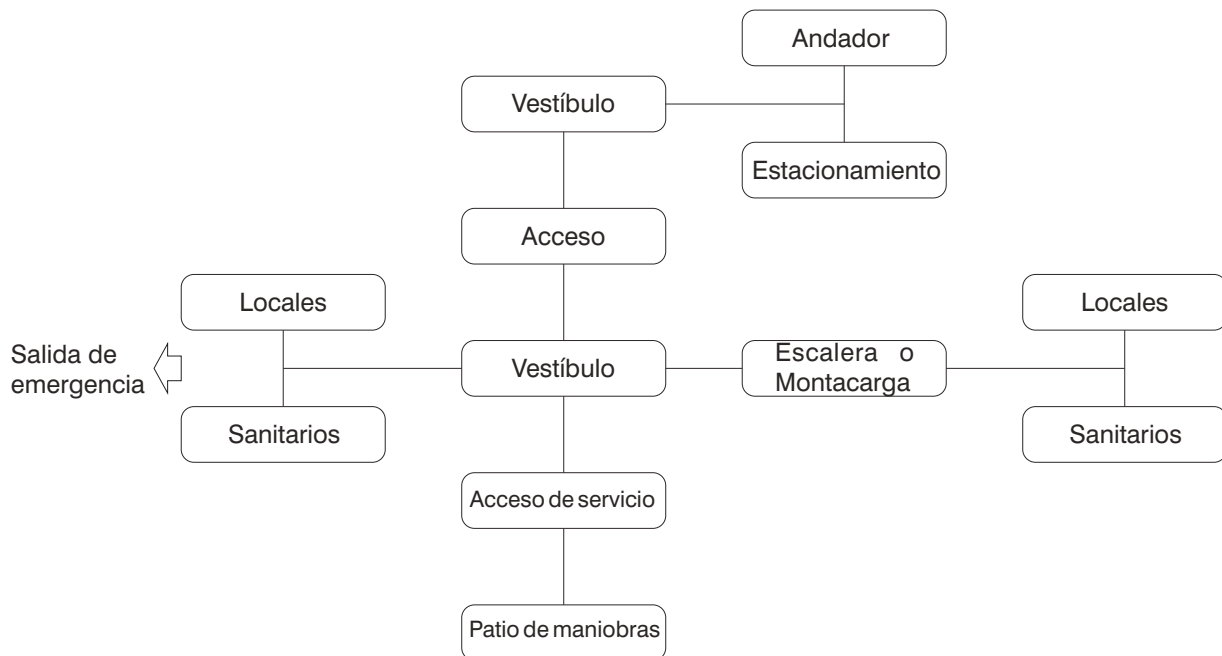 Andador
Vestíbulo
Estacionamiento
Acceso
Locales
Locales
Salida de
emergencia
Vestíbulo
Escalera o
Montacarga
Sanitarios
Sanitarios
Acceso de servicio
Patio de maniobras